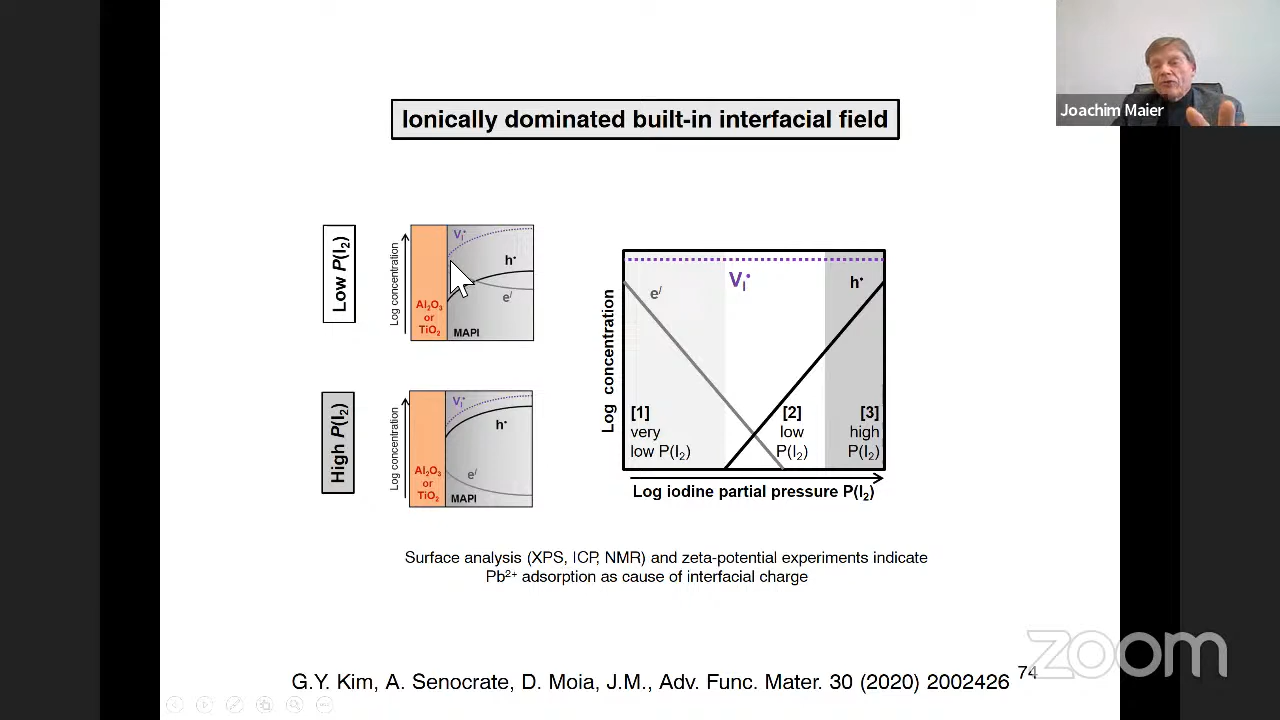 Joachim Maier
Ionically dominated built-in interfacial field
Low P(I₂)
Log concentration
V_I^•
h^•
e^/
Al₂O₃
or
TiO₂
MAPI
High P(I₂)
Log concentration
V_I^•
h^•
e^/
Al₂O₃
or
TiO₂
MAPI
Log concentration
e^/
V_I^•
h^•
[1]
very
low P(I₂)
[2]
low
P(I₂)
[3]
high
P(I₂)
Log iodine partial pressure P(I₂)
Surface analysis (XPS, ICP, NMR) and zeta-potential experiments indicate
Pb²⁺ adsorption as cause of interfacial charge
G.Y. Kim, A. Senocrate, D. Moia, J.M., Adv. Func. Mater. 30 (2020) 2002426
74
zoom